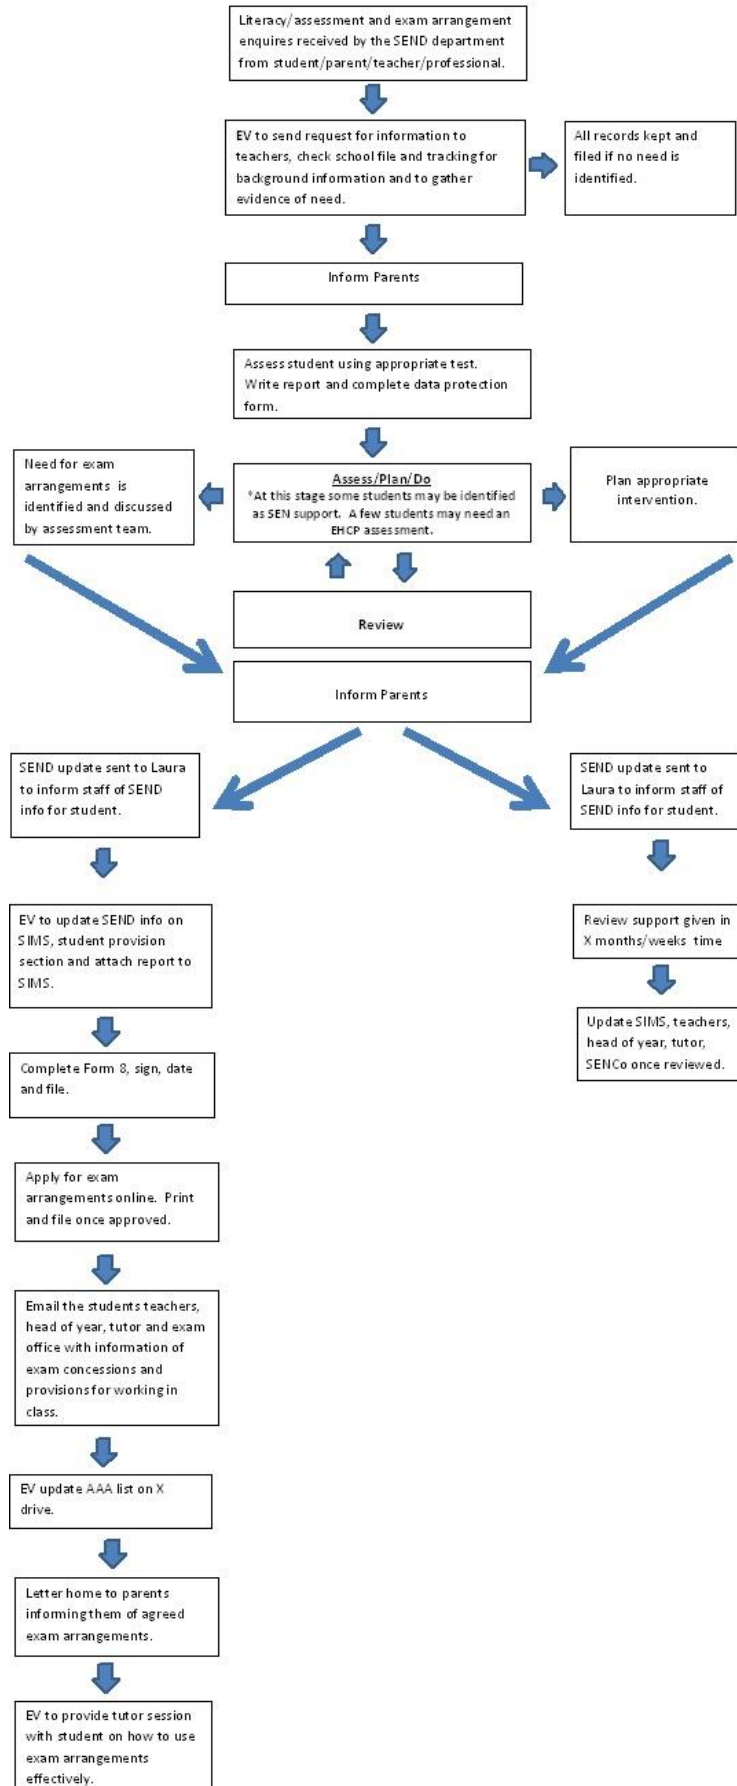 Literacy/assessment and exam arrangement
enquires received by the SEND department
from student/parent/teacher/professional.
EV to send request for information to
teachers, check school file and tracking for
background information and to gather
evidence of need.
All records kept and
filed if no need is
identified.
Inform Parents
Assess student using appropriate test.
Write report and complete data protection
form.
Need for exam
arrangements is
identified and discussed
by assessment team.
Assess/Plan/Do
*At this stage some students may be identified
as SEN support. A few students may need an
EHCP assessment.
Plan appropriate
intervention.
Review
Inform Parents
SEND update sent to Laura
to inform staff of SEND
info for student.
SEND update sent to
Laura to inform staff of
SEND info for student.
EV to update SEND info on
SIMS, student provision
section and attach report to
SIMS.
Review support given in
X months/weeks time
Update SIMS, teachers,
head of year, tutor,
SENCo once reviewed.
Complete Form 8, sign, date
and file.
Apply for exam
arrangements online. Print
and file once approved.
Email the students teachers,
head of year, tutor and exam
office with information of
exam concessions and
provisions for working in
class.
EV update AAA list on X
drive.
Letter home to parents
informing them of agreed
exam arrangements.
EV to provide tutor session
with student on how to use
exam arrangements
effectively.